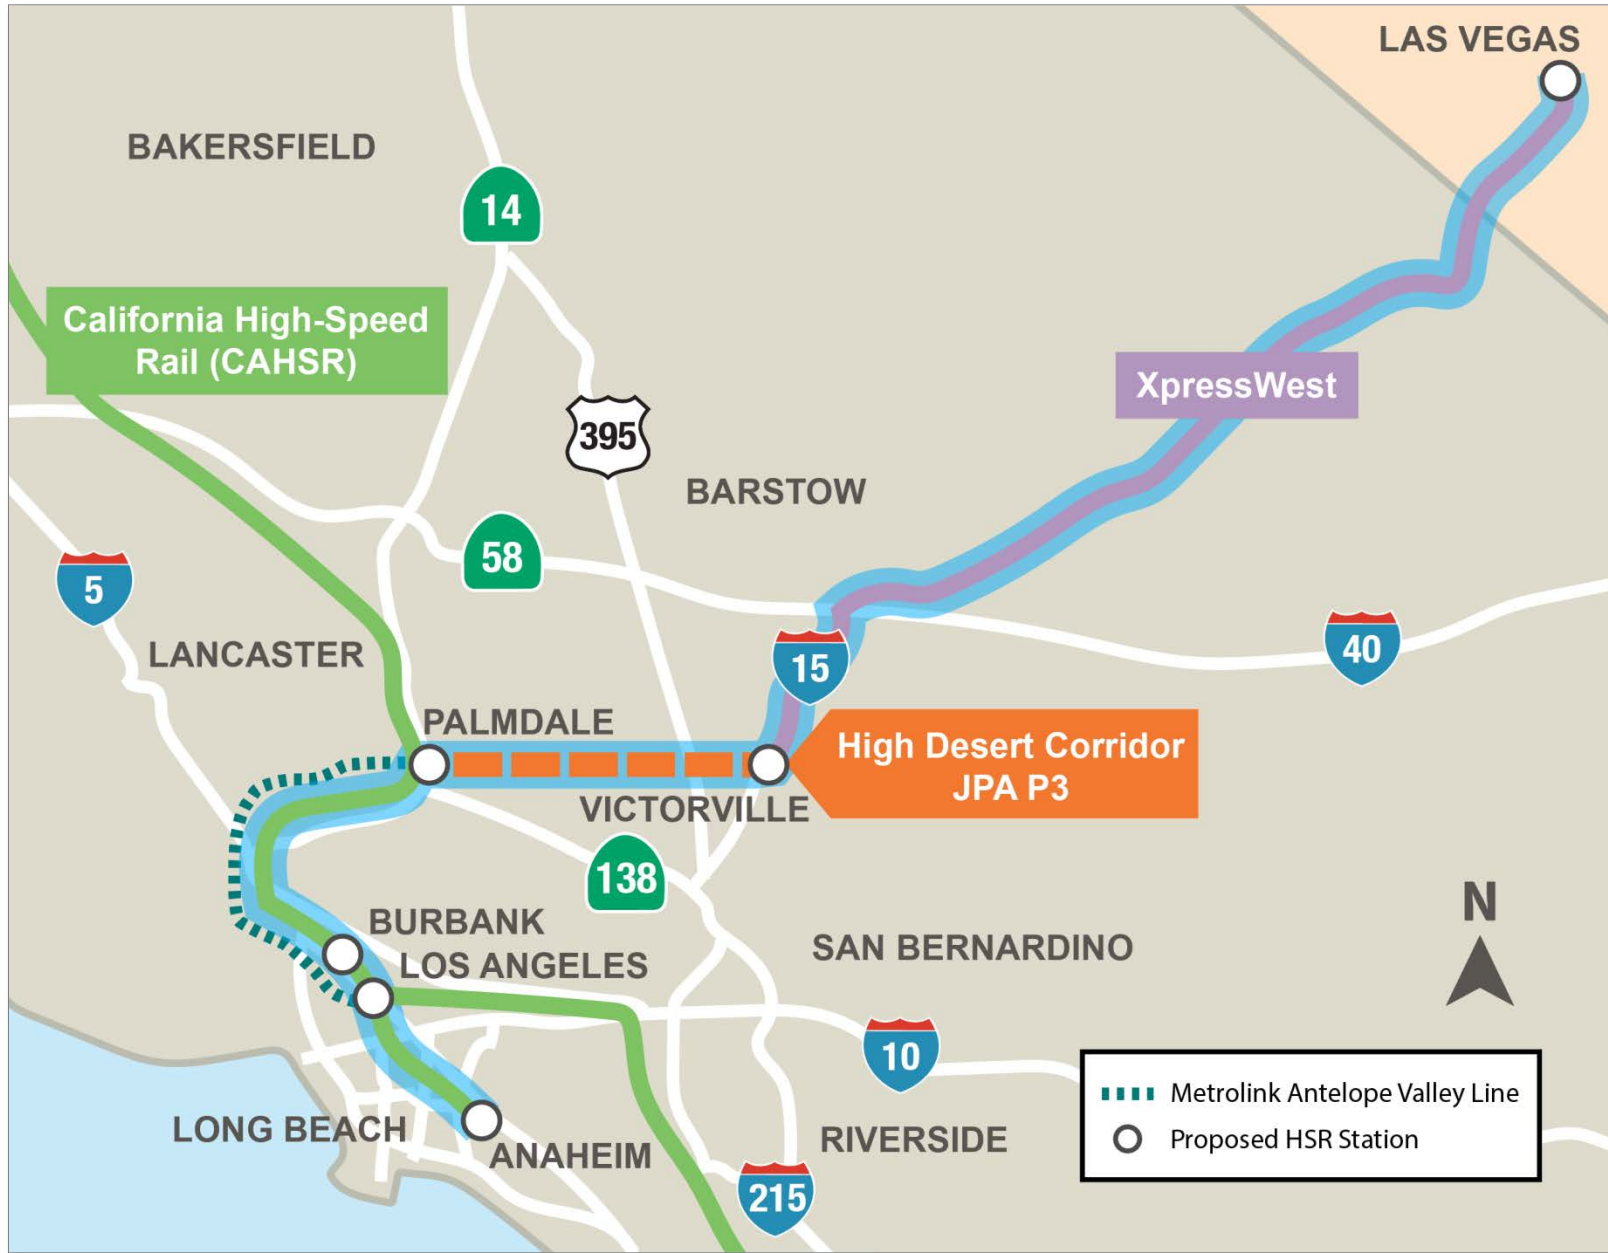 LAS VEGAS
BAKERSFIELD
14
California High-Speed
Rail (CAHSR)
XpressWest
395
BARSTOW
58
5
LANCASTER
15
40
PALMDALE
High Desert Corridor
JPA P3
VICTORVILLE
138
N
BURBANK
LOS ANGELES
SAN BERNARDINO
10
Metrolink Antelope Valley Line
Proposed HSR Station
LONG BEACH
ANAHEIM
RIVERSIDE
215